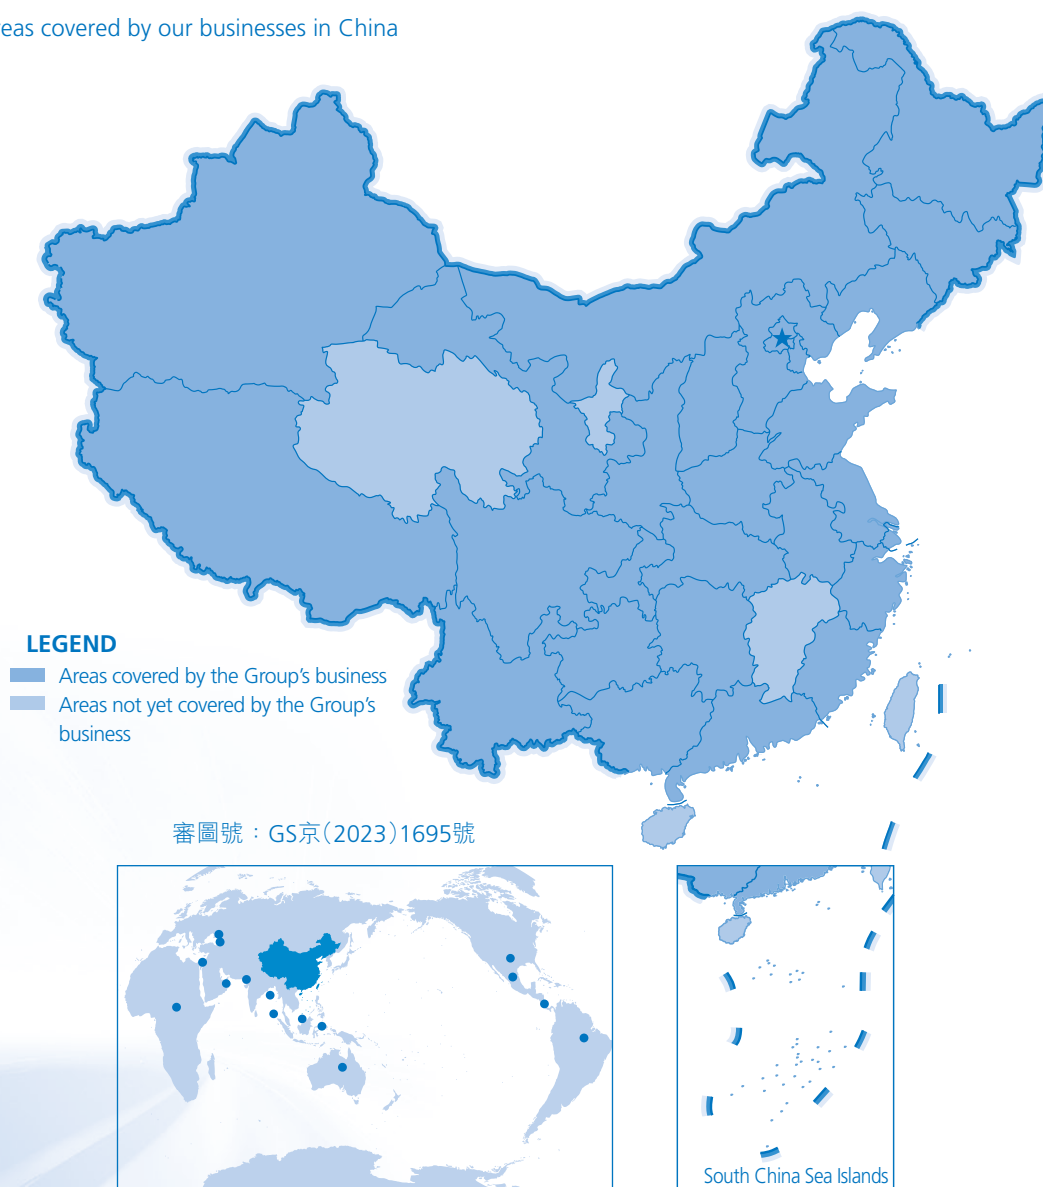 reas covered by our businesses in China
LEGEND
Areas covered by the Group's business
Areas not yet covered by the Group's
business
審圖號：GS京(2023)1695號
South China Sea Islands